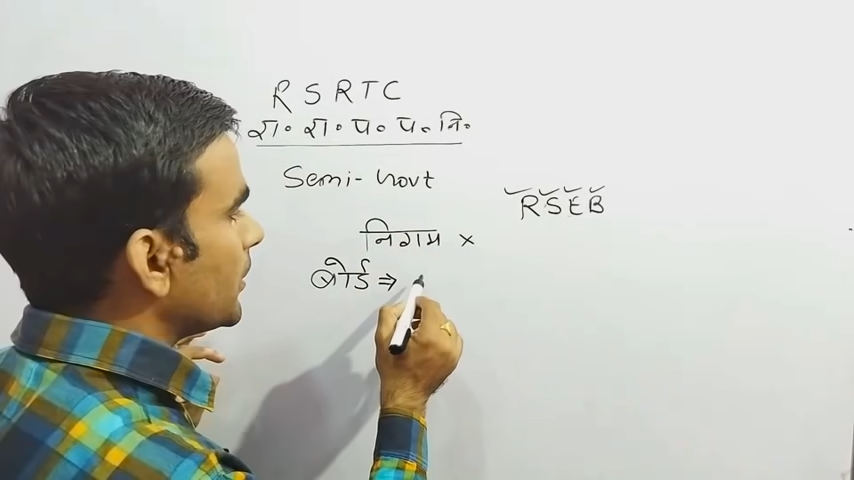 RSRTC
रा॰ रा॰ प॰ प॰ नि॰
Semi-Govt
RSEB
निगम ×
बोर्ड ⇒